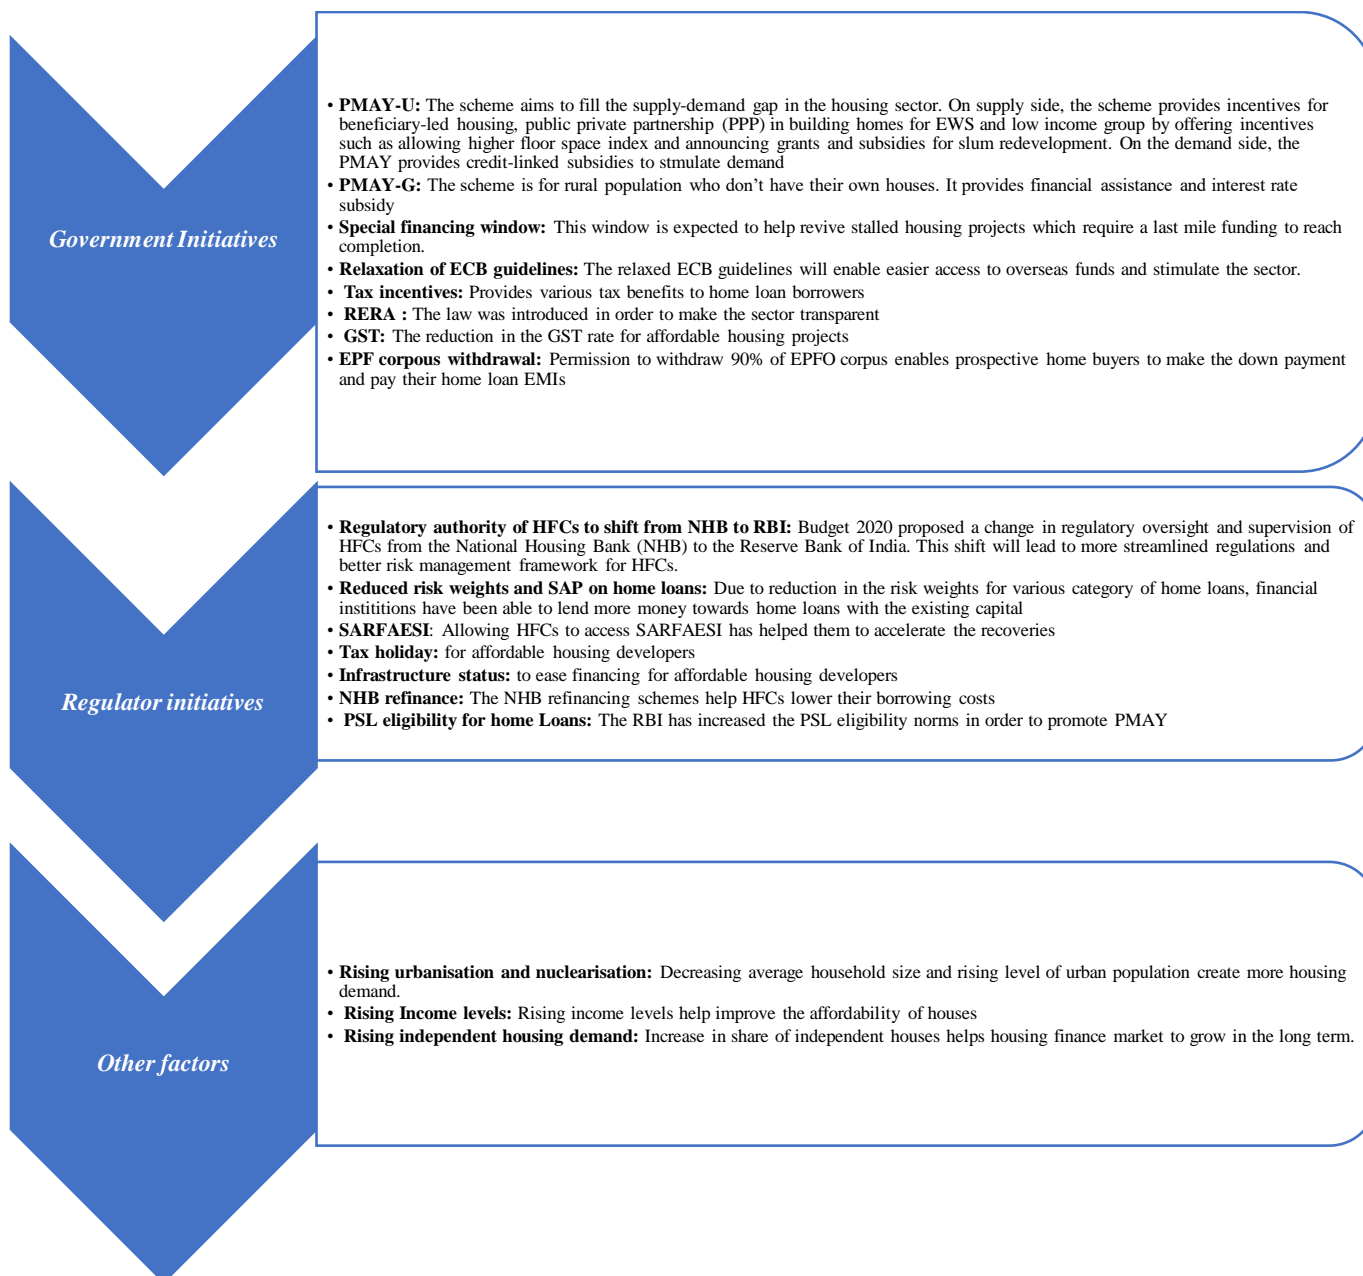 Government Initiatives
• PMAY-U: The scheme aims to fill the supply-demand gap in the housing sector. On supply side, the scheme provides incentives for
beneficiary-led housing, public private partnership (PPP) in building homes for EWS and low income group by offering incentives
such as allowing higher floor space index and announcing grants and subsidies for slum redevelopment. On the demand side, the
PMAY provides credit-linked subsidies to stmulate demand
• PMAY-G: The scheme is for rural population who don't have their own houses. It provides financial assistance and interest rate
subsidy
• Special financing window: This window is expected to help revive stalled housing projects which require a last mile funding to reach
completion.
• Relaxation of ECB guidelines: The relaxed ECB guidelines will enable easier access to overseas funds and stimulate the sector.
• Tax incentives: Provides various tax benefits to home loan borrowers
• RERA : The law was introduced in order to make the sector transparent
• GST: The reduction in the GST rate for affordable housing projects
• EPF corpous withdrawal: Permission to withdraw 90% of EPFO corpus enables prospective home buyers to make the down payment
and pay their home loan EMIs
Regulator initiatives
• Regulatory authority of HFCs to shift from NHB to RBI: Budget 2020 proposed a change in regulatory oversight and supervision of
HFCs from the National Housing Bank (NHB) to the Reserve Bank of India. This shift will lead to more streamlined regulations and
better risk management framework for HFCs.
• Reduced risk weights and SAP on home loans: Due to reduction in the risk weights for various category of home loans, financial
instititions have been able to lend more money towards home loans with the existing capital
• SARFAESI: Allowing HFCs to access SARFAESI has helped them to accelerate the recoveries
• Tax holiday: for affordable housing developers
• Infrastructure status: to ease financing for affordable housing developers
• NHB refinance: The NHB refinancing schemes help HFCs lower their borrowing costs
• PSL eligibility for home Loans: The RBI has increased the PSL eligibility norms in order to promote PMAY
Other factors
• Rising urbanisation and nuclearisation: Decreasing average household size and rising level of urban population create more housing
demand.
• Rising Income levels: Rising income levels help improve the affordability of houses
• Rising independent housing demand: Increase in share of independent houses helps housing finance market to grow in the long term.